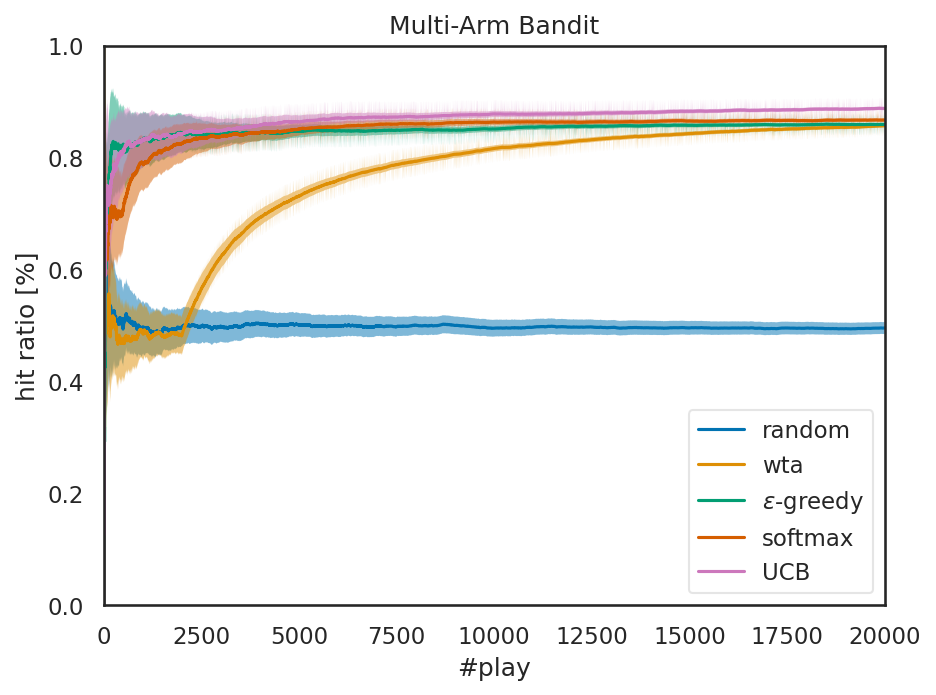 Multi-Arm Bandit
1.0
0.8
0.6
0.4
0.2
0.0
hit ratio [%]
0 2500 5000 7500 10000 12500 15000 17500 20000
#play
random
wta
ε-greedy
softmax
UCB